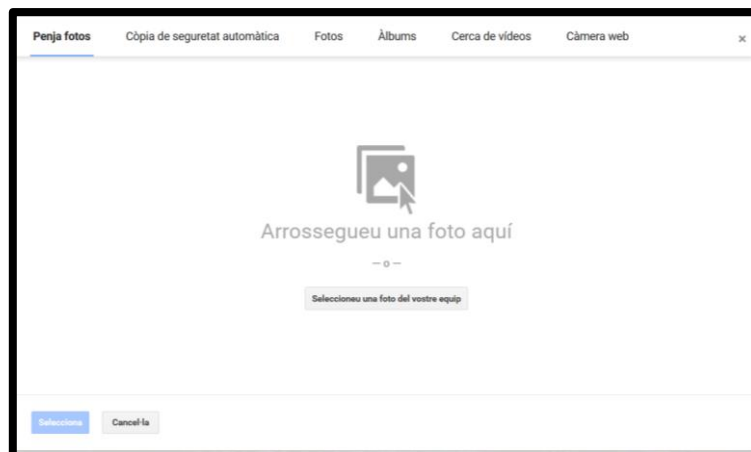 Penja fotos Còpia de seguretat automàtica Fotos Àlbums Cerca de vídeos Càmera web ×
Arrossegueu una foto aquí
— o —
Seleccioneu una foto del vostre equip
Selecciona Cancel·la